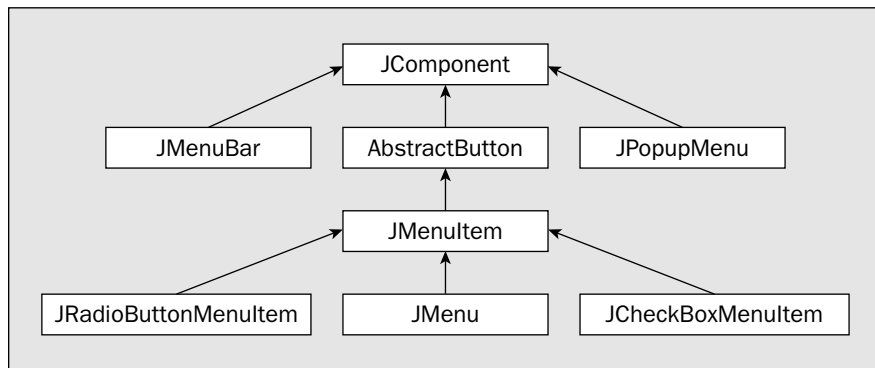 JComponent
JMenuBar
AbstractButton
JPopupMenu
JMenuItem
JRadioButtonMenuItem
JMenu
JCheckBoxMenuItem